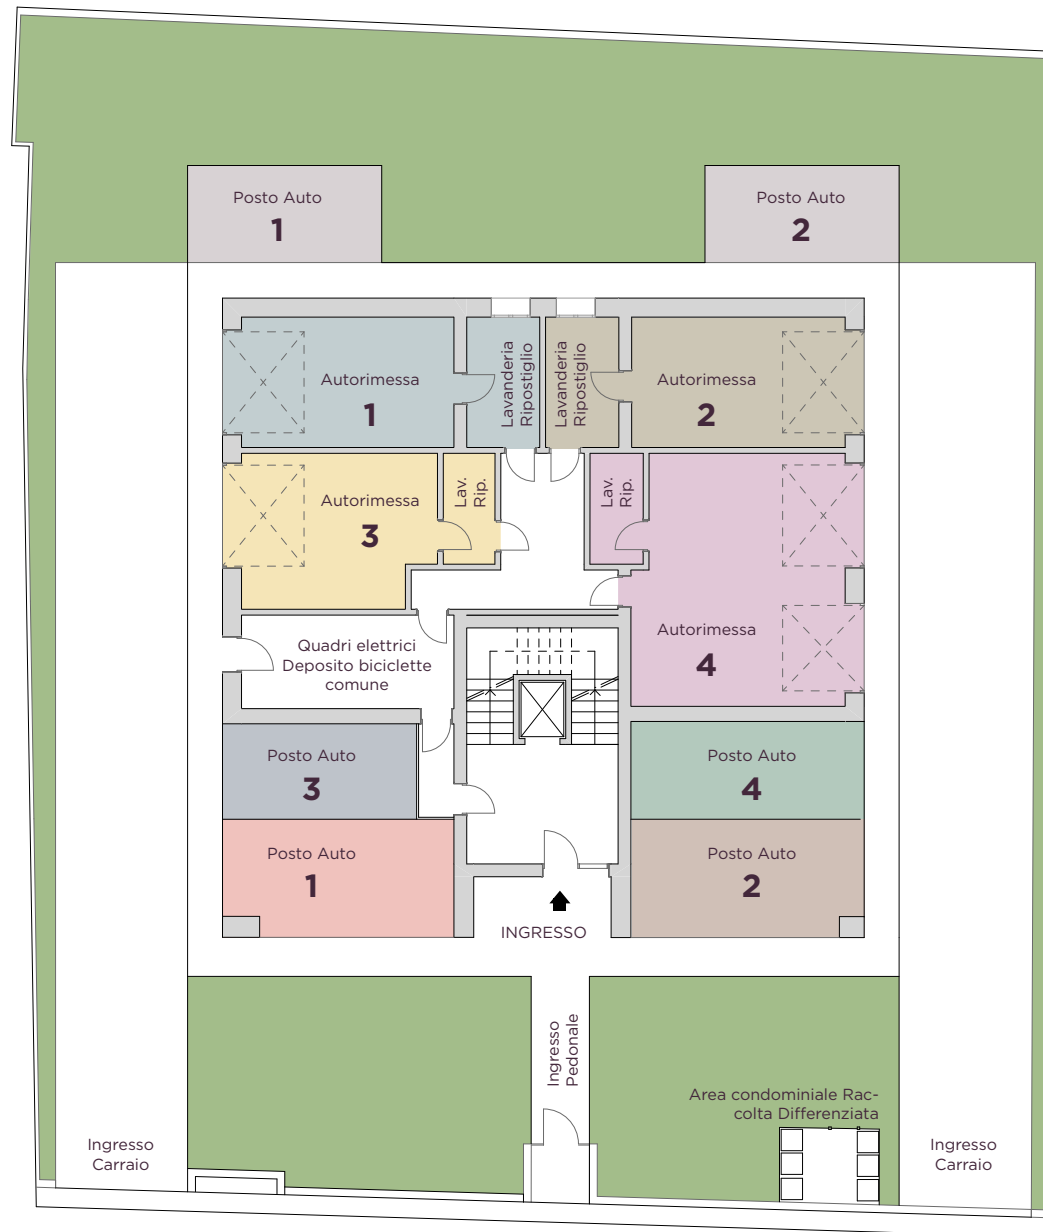 Posto Auto
1
Posto Auto
2
Autorimessa
1
Lavanderia
Ripostiglio
Lavanderia
Ripostiglio
Autorimessa
2
Autorimessa
3
Lav.
Rip.
Lav.
Rip.
Autorimessa
4
Quadri elettrici
Deposito biciclette
comune
Posto Auto
3
Posto Auto
4
Posto Auto
1
Posto Auto
2
INGRESSO
Ingresso
Pedonale
Area condominiale Rac-
colta Differenziata
Ingresso
Carraio
Ingresso
Carraio